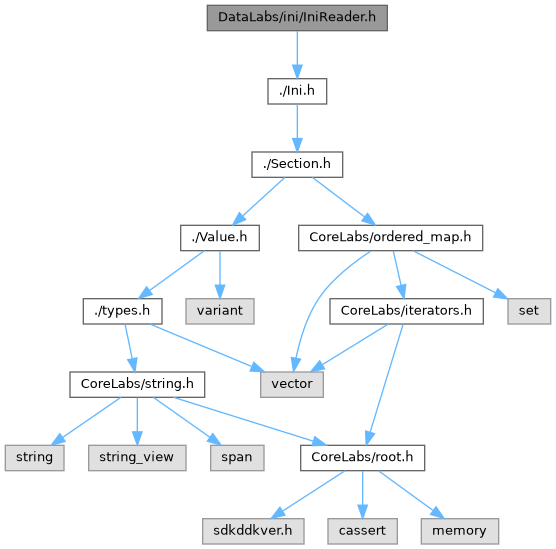 DataLabs/ini/IniReader.h
./Ini.h
./Section.h
./Value.h
CoreLabs/ordered_map.h
./types.h
variant
CoreLabs/iterators.h
set
CoreLabs/string.h
vector
string
string_view
span
CoreLabs/root.h
sdkddkver.h
cassert
memory